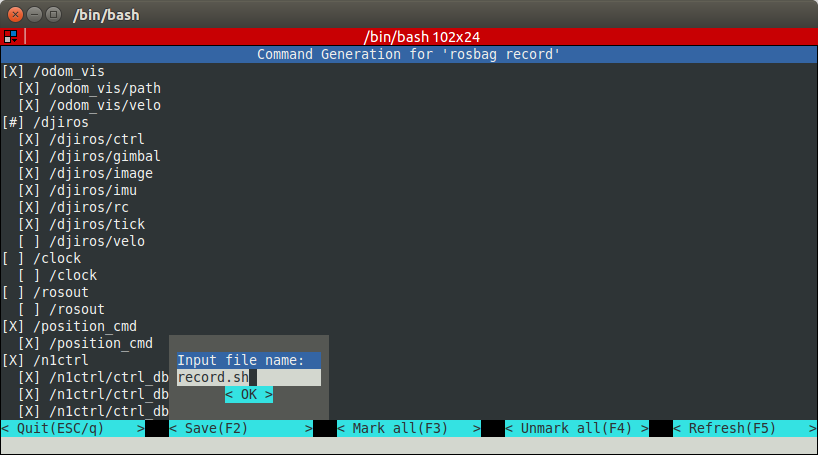 /bin/bash
/bin/bash 102x24
Command Generation for 'rosbag record'
[X] /odom_vis
[X] /odom_vis/path
[X] /odom_vis/velo
[#] /djiros
[X] /djiros/ctrl
[X] /djiros/gimbal
[X] /djiros/image
[X] /djiros/imu
[X] /djiros/rc
[X] /djiros/tick
[ ] /djiros/velo
[ ] /clock
[ ] /clock
[ ] /rosout
[ ] /rosout
[X] /position_cmd
[X] /position_cmd
[X] /n1ctrl
[X] /n1ctrl/ctrl_db
[X] /n1ctrl/ctrl_db
[X] /n1ctrl/ctrl_db
Input file name:
record.sh
< OK >
< Quit(ESC/q) > < Save(F2) > < Mark all(F3) > < Unmark all(F4) > < Refresh(F5) >